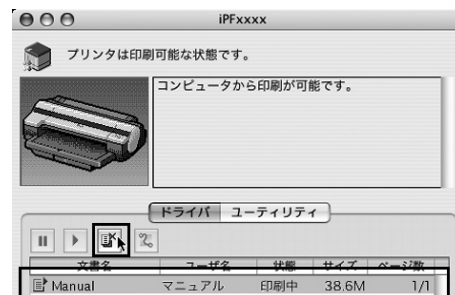 iPFxxxx
プリンタは印刷可能な状態です。
コンピュータから印刷が可能です。
ドライバ ユーティリティ
文書名 ユーザ名 状態 サイズ ページ数
Manual マニュアル 印刷中 38.6M 1/1